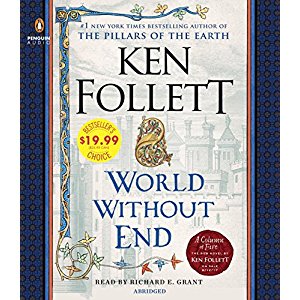 PENGUIN
AUDIO
#1 NEW YORK TIMES BESTSELLING AUTHOR OF
THE PILLARS OF THE EARTH
KEN
FOLLETT
BESTSELLER'S
$19.99
CHOICE
WORLD
WITHOUT
END
A Column
of Fire
THE NEW NOVEL BY
KEN FOLLETT
READ BY RICHARD E. GRANT
ABRIDGED